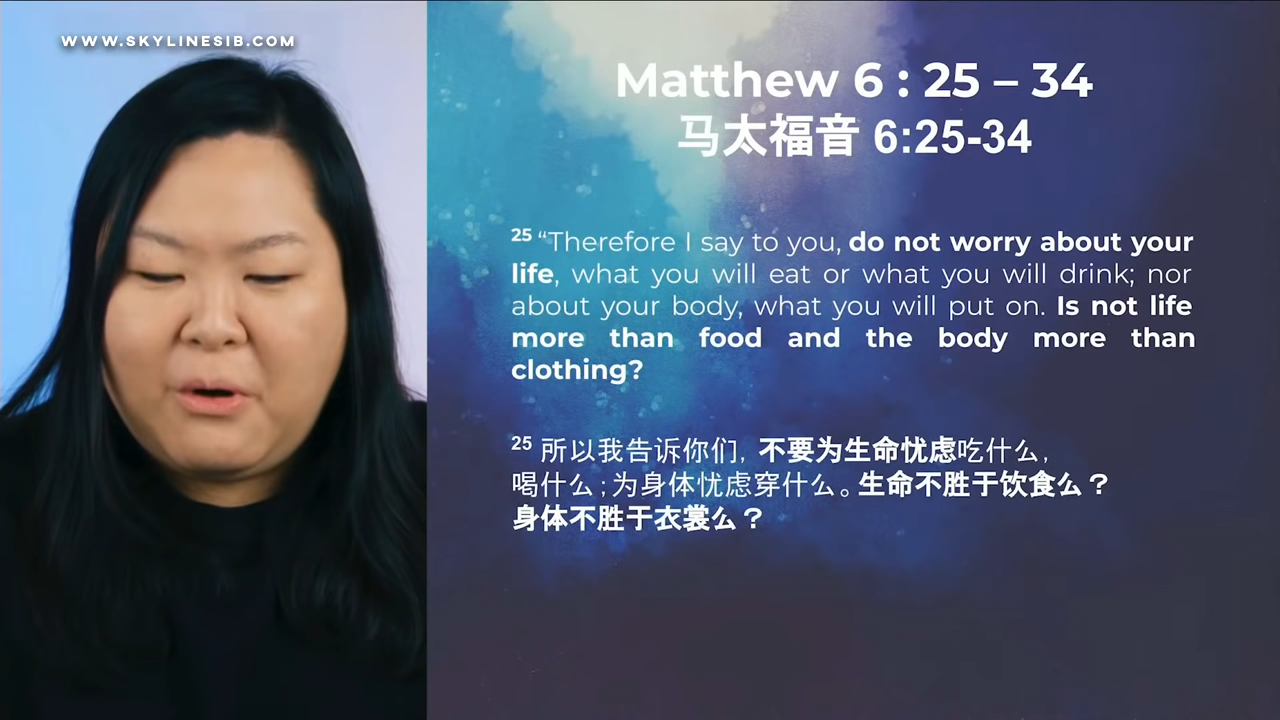 WWW.SKYLINESIB.COM
Matthew 6 : 25 – 34
马太福音 6:25-34
25 “Therefore I say to you, do not worry about your
life, what you will eat or what you will drink; nor
about your body, what you will put on. Is not life
more than food and the body more than
clothing?
25 所以我告诉你们, 不要为生命忧虑吃什么,
喝什么;为身体忧虑穿什么。生命不胜于饮食么？
身体不胜于衣裳么？